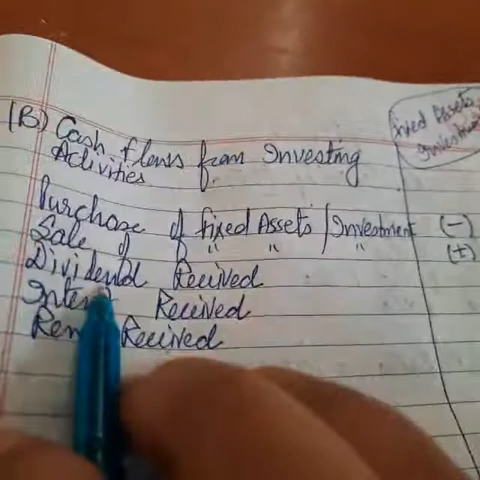 Fixed Assets
Investment
(B) Cash flows from Investing
Activities
Purchase of fixed Assets / Investment (-)
Sale of " " (+)
Dividend Received
Received
Received